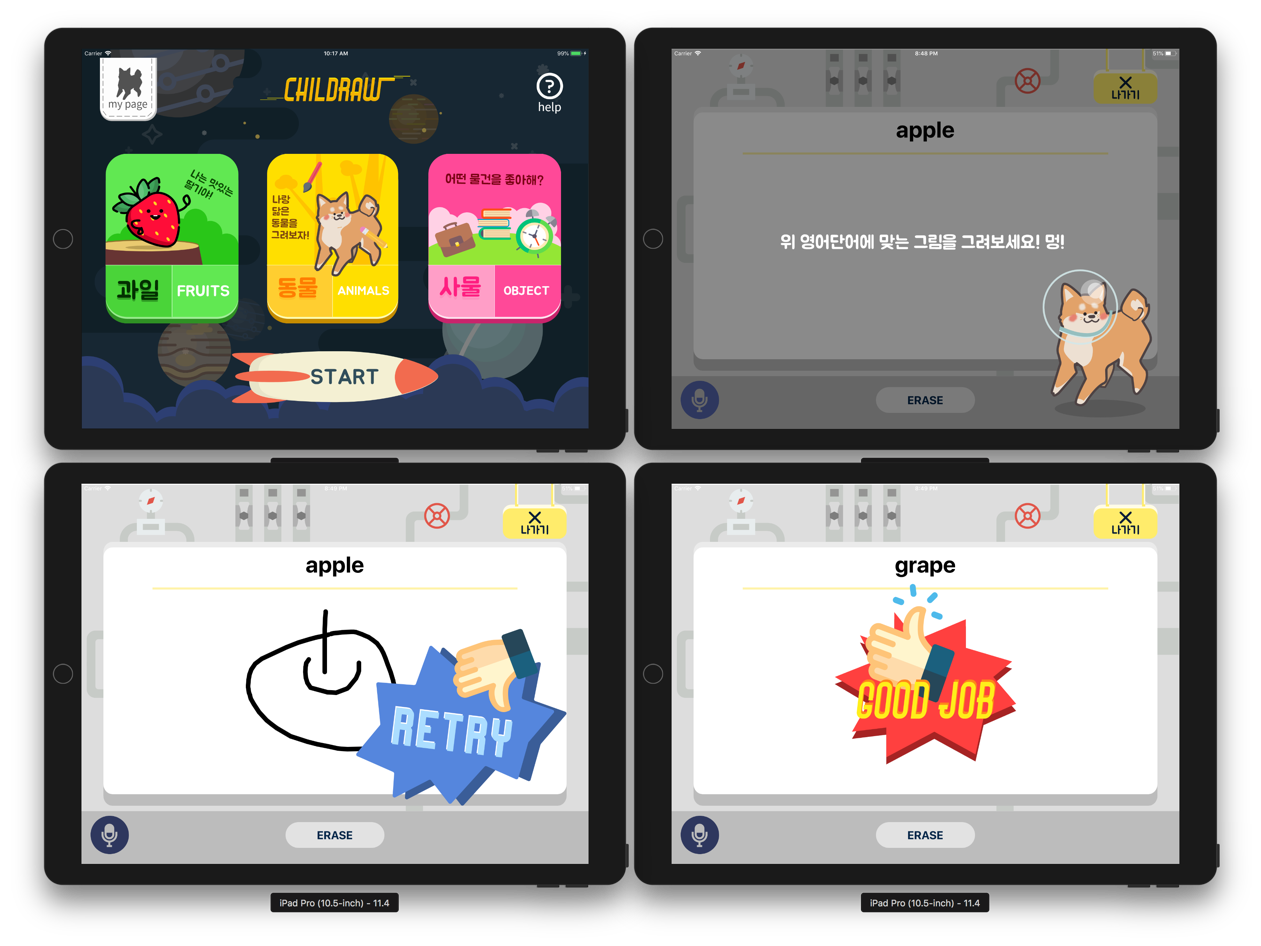 Carrier
10:17 AM
99%
my page
CHILDRAW
?
help
나는 맛있는
딸기야!
과일
FRUITS
나랑
닮은
동물을
그려보자!
동물
ANIMALS
어떤 물건을 좋아해?
사물
OBJECT
START
Carrier
8:48 PM
51%
나가기
apple
위 영어단어에 맞는 그림을 그려보세요! 멍!
ERASE
Carrier
나가기
apple
RETRY
ERASE
iPad Pro (10.5-inch) - 11.4
Carrier
나가기
grape
GOOD JOB
ERASE
iPad Pro (10.5-inch) - 11.4